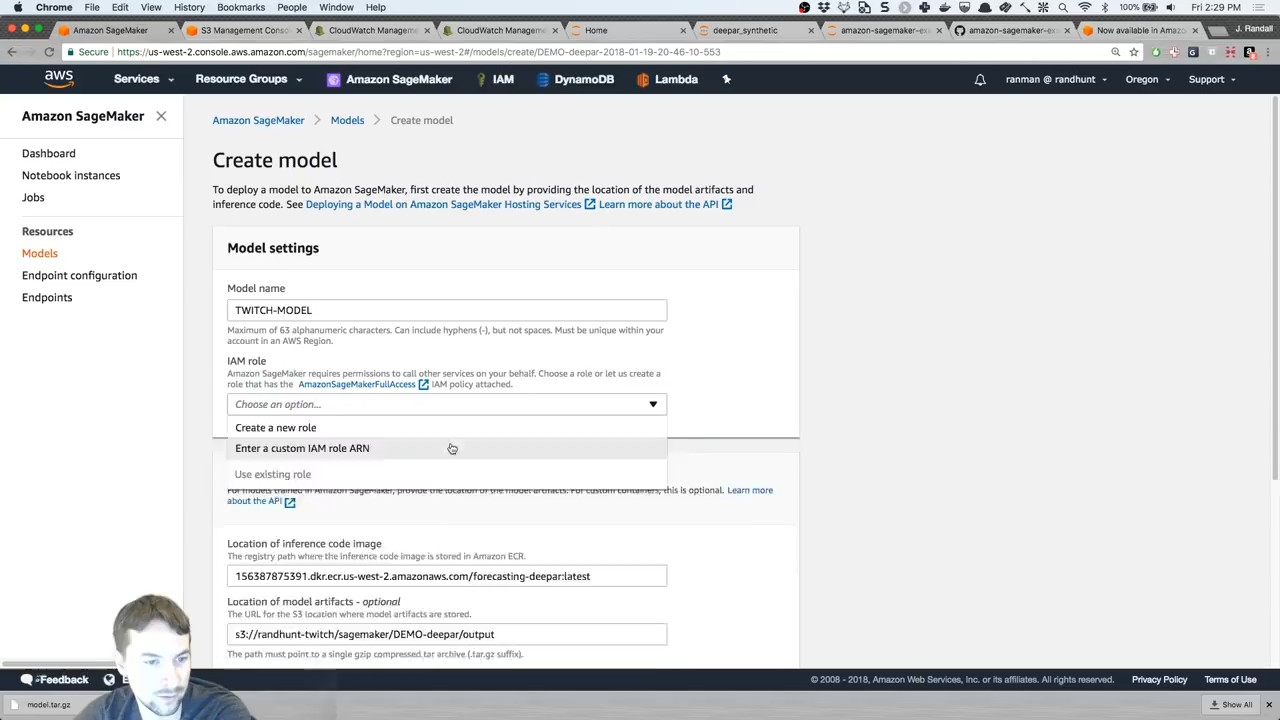 Chrome File Edit View History Bookmarks People Window Help 100% Fri 2:29 PM
Amazon SageMaker S3 Management Conso CloudWatch Management CloudWatch Managemen Home deepar_synthetic amazon-sagemaker-ex amazon-sagemaker-exam Now available in Amazo J. Randall
Secure https://us-west-2.console.aws.amazon.com/sagemaker/home?region=us-west-2#/models/create/DEMO-deepar-2018-01-19-20-46-10-553
aws Services Resource Groups Amazon SageMaker IAM DynamoDB Lambda ranman @ randhunt Oregon Support
Amazon SageMaker
Dashboard
Notebook instances
Jobs
Resources
Models
Endpoint configuration
Endpoints
Amazon SageMaker > Models > Create model
Create model
To deploy a model to Amazon SageMaker, first create the model by providing the location of the model artifacts and
inference code. See Deploying a Model on Amazon SageMaker Hosting Services Learn more about the API
Model settings
Model name
TWITCH-MODEL
Maximum of 63 alphanumeric characters. Can include hyphens (-), but not spaces. Must be unique within your
account in an AWS Region.
IAM role
Amazon SageMaker requires permissions to call other services on your behalf. Choose a role or let us create a
role that has the AmazonSageMakerFullAccess IAM policy attached.
Choose an option...
Create a new role
Enter a custom IAM role ARN
Use existing role
For models trained in Amazon SageMaker, provide the location of the model artifacts. For custom containers, this is optional. Learn more
about the API
Location of inference code image
The registry path where the inference code image is stored in Amazon ECR.
156387875391.dkr.ecr.us-west-2.amazonaws.com/forecasting-deepar:latest
Location of model artifacts - optional
The URL for the S3 location where model artifacts are stored.
s3://randhunt-twitch/sagemaker/DEMO-deepar/output
The path must point to a single gzip compressed tar archive (.tar.gz suffix).
Feedback © 2008 - 2018, Amazon Web Services, Inc. or its affiliates. All rights reserved. Privacy Policy Terms of Use
model.tar.gz Show All